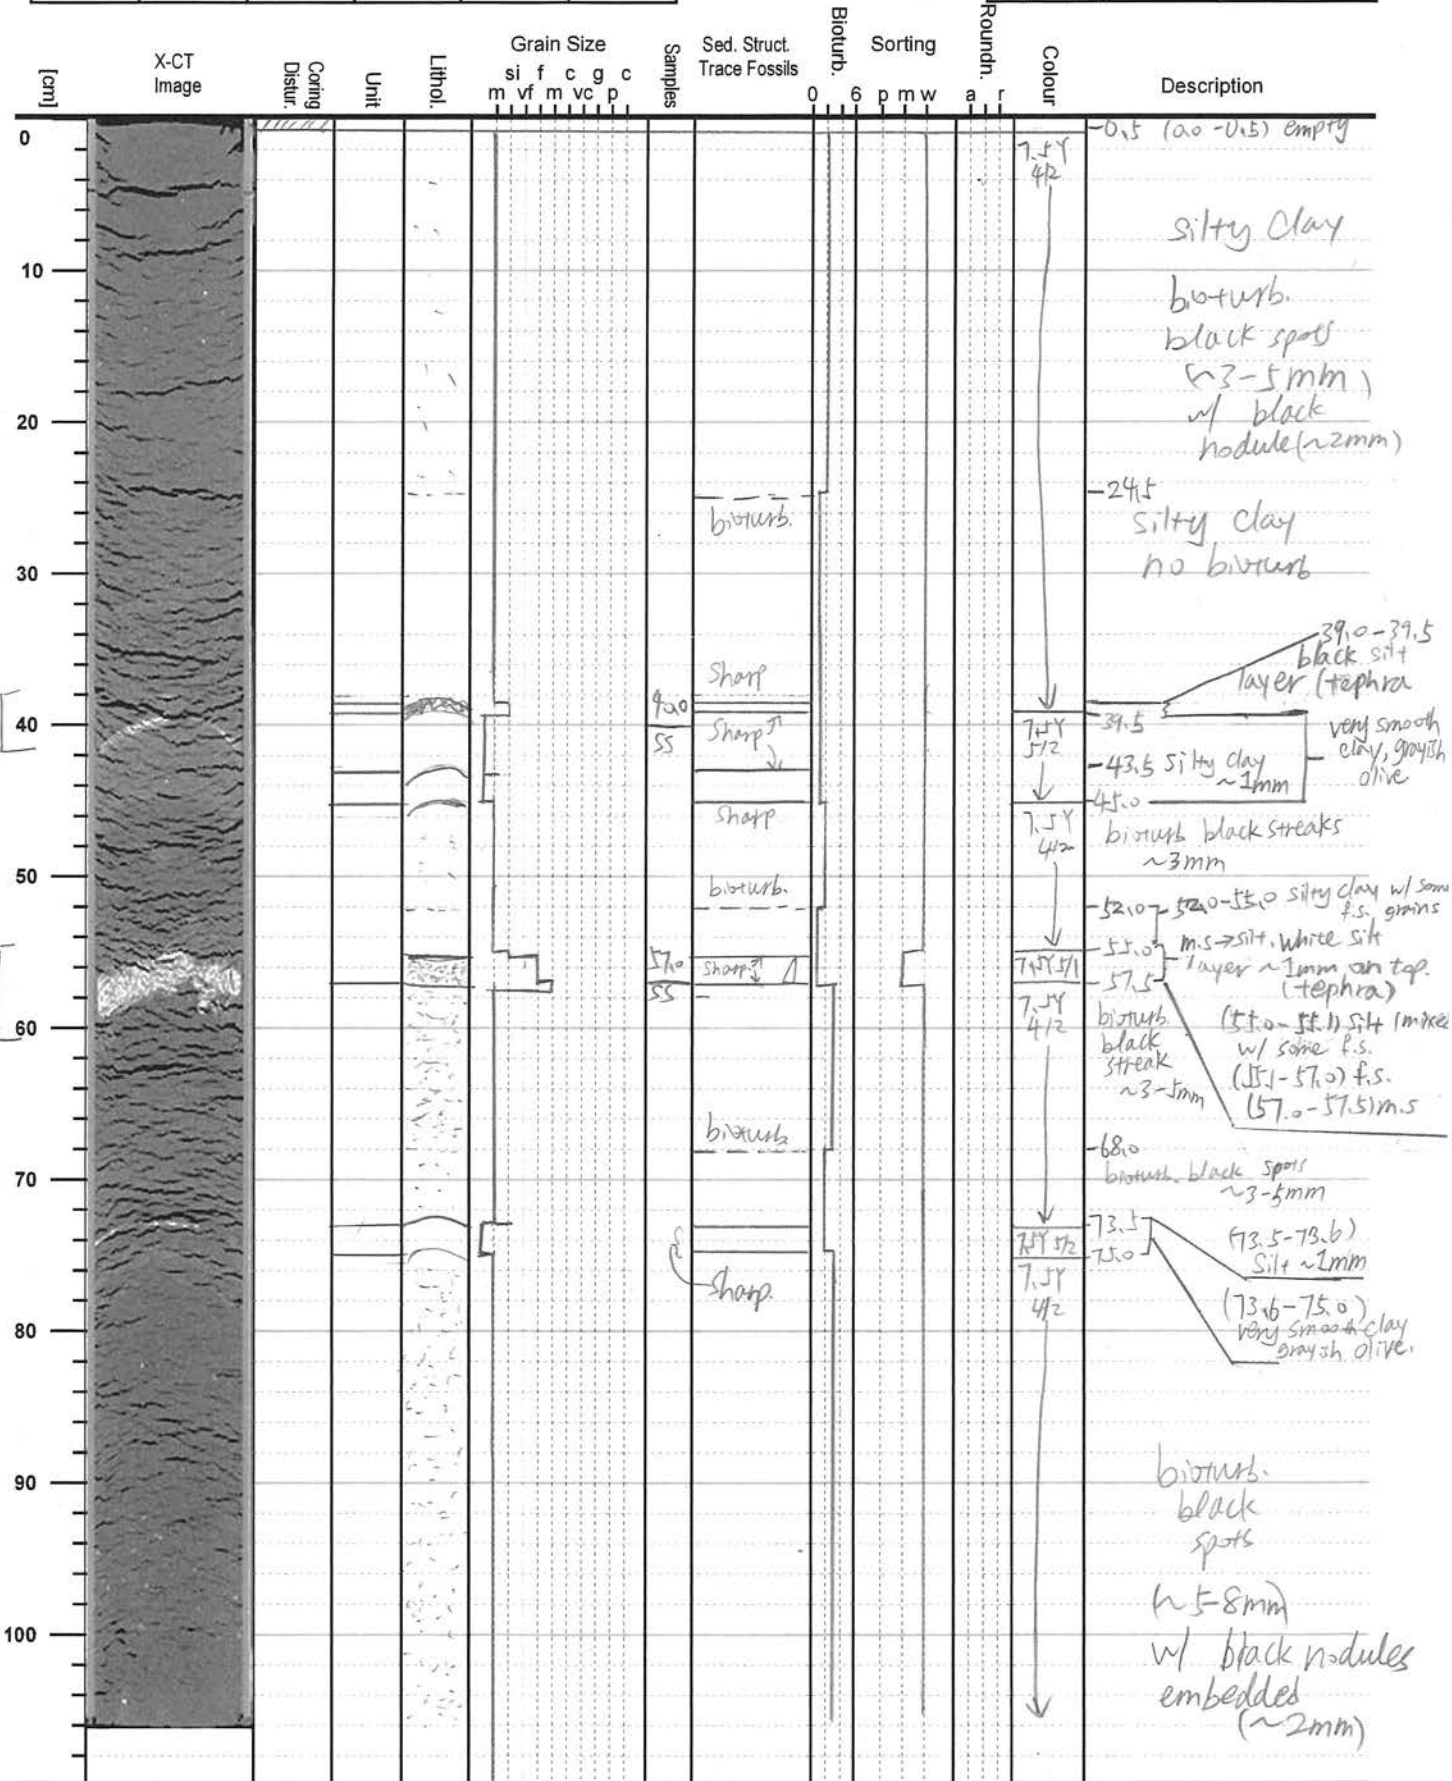 [cm]
X-CT
Image
Coring
Distur.
Unit
Lithol.
Grain Size
si f c g c
m vf m vc p
Samples
Sed. Struct.
Trace Fossils
Bioturb.
0 6
Sorting
p m w
Roundn.
a r
Colour
Description
0
10
20
30
40
50
60
70
80
90
100
bioturb.
Sharp
Sharp
Sharp
bioturb.
sharp
bioturb
sharp.
40.0
SS
57.0
SS
7.5Y
4/2
7.5Y
5/2
7.5Y
4/2
7.5Y 5/1
7.5Y
4/2
7.5Y 5/2
7.5Y
4/2
-0.5 (0.0-0.5) empty
silty clay
bioturb.
black spots
(~3-5mm)
w/ black
nodule (~2mm)
-24.5
silty clay
no bioturb
39.0-39.5
black silt
layer (tephra
39.5
very smooth
clay, grayish
olive
-43.5 silty clay
~1mm
45.0
bioturb black streaks
~3mm
52.0
52.0-55.0 silty clay w/ some
f.s. grains
55.0
m.s→silt. White silt
layer ~1mm on top.
(tephra)
57.5
(55.0-55.1) silt (mixed
w/ some f.s.
(55.1-57.0) f.s.
(57.0-57.5) m.s
bioturb.
black
streak
~3-5mm
-68.0
bioturb. black spots
~3-5mm
73.5
75.0
(73.5-73.6)
Silt ~1mm
(73.6-75.0)
very smooth clay
grayish olive.
bioturb.
black
spots
(~5-8mm)
w/ black nodules
embedded
(~2mm)